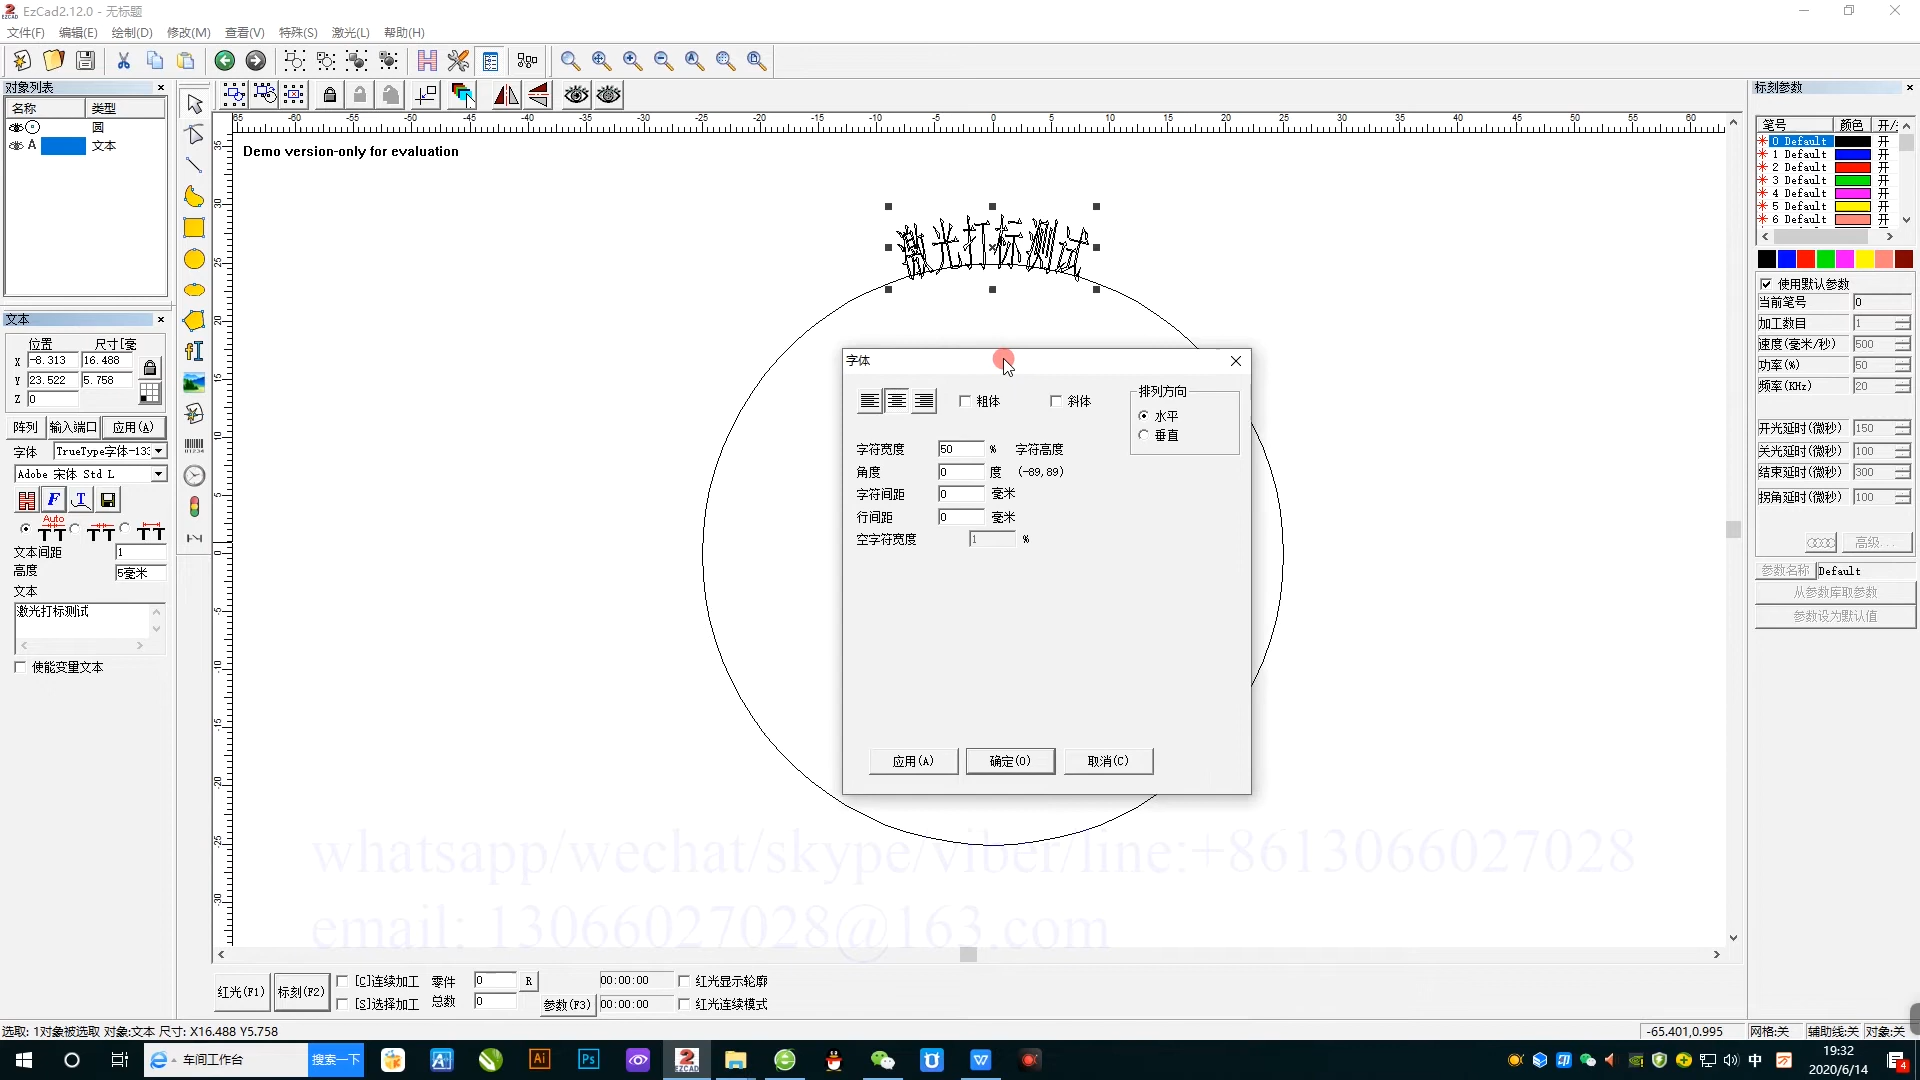 EzCad2.12.0 - 无标题
文件(F) 编辑(E) 绘制(D) 修改(M) 查看(V) 特殊(S) 激光(L) 帮助(H)
对象列表
名称 类型
圆
A 文本
文本
位置 尺寸[毫
X -8.313 16.488
Y 23.522 5.758
Z 0
阵列 输入端口 应用(A)
字体 TrueType字体-133
Adobe 宋体 Std L
Auto
文本间距 1
高度 5毫米
文本
激光打标测试
使能变量文本
Demo version-only for evaluation
激光打标测试
字体
粗体 斜体
排列方向
水平
垂直
字符宽度 50 % 字符高度
角度 0 度 (-89,89)
字符间距 0 毫米
行间距 0 毫米
空字符宽度 1 %
应用(A) 确定(O) 取消(C)
whatsapp/wechat/skype/viber/line:+8613066027028
email: 13066027028@163.com
标刻参数
笔号 颜色 开/
0 Default 开
1 Default 开
2 Default 开
3 Default 开
4 Default 开
5 Default 开
6 Default 开
使用默认参数
当前笔号 0
加工数目 1
速度(毫米/秒) 500
功率(%) 50
频率(KHz) 20
开光延时(微秒) 150
关光延时(微秒) 100
结束延时(微秒) 300
拐角延时(微秒) 100
高级...
参数名称 Default
从参数库取参数
参数设为默认值
红光(F1) 标刻(F2) [C]连续加工 零件 0 R 00:00:00 红光显示轮廓
[S]选择加工 总数 0 参数(F3) 00:00:00 红光连续模式
选取: 1对象被选取 对象:文本 尺寸: X16.488 Y5.758
-65.401,0.995 网格:关 辅助线:关 对象:关
车间工作台 搜索一下
中
19:32
2020/6/14